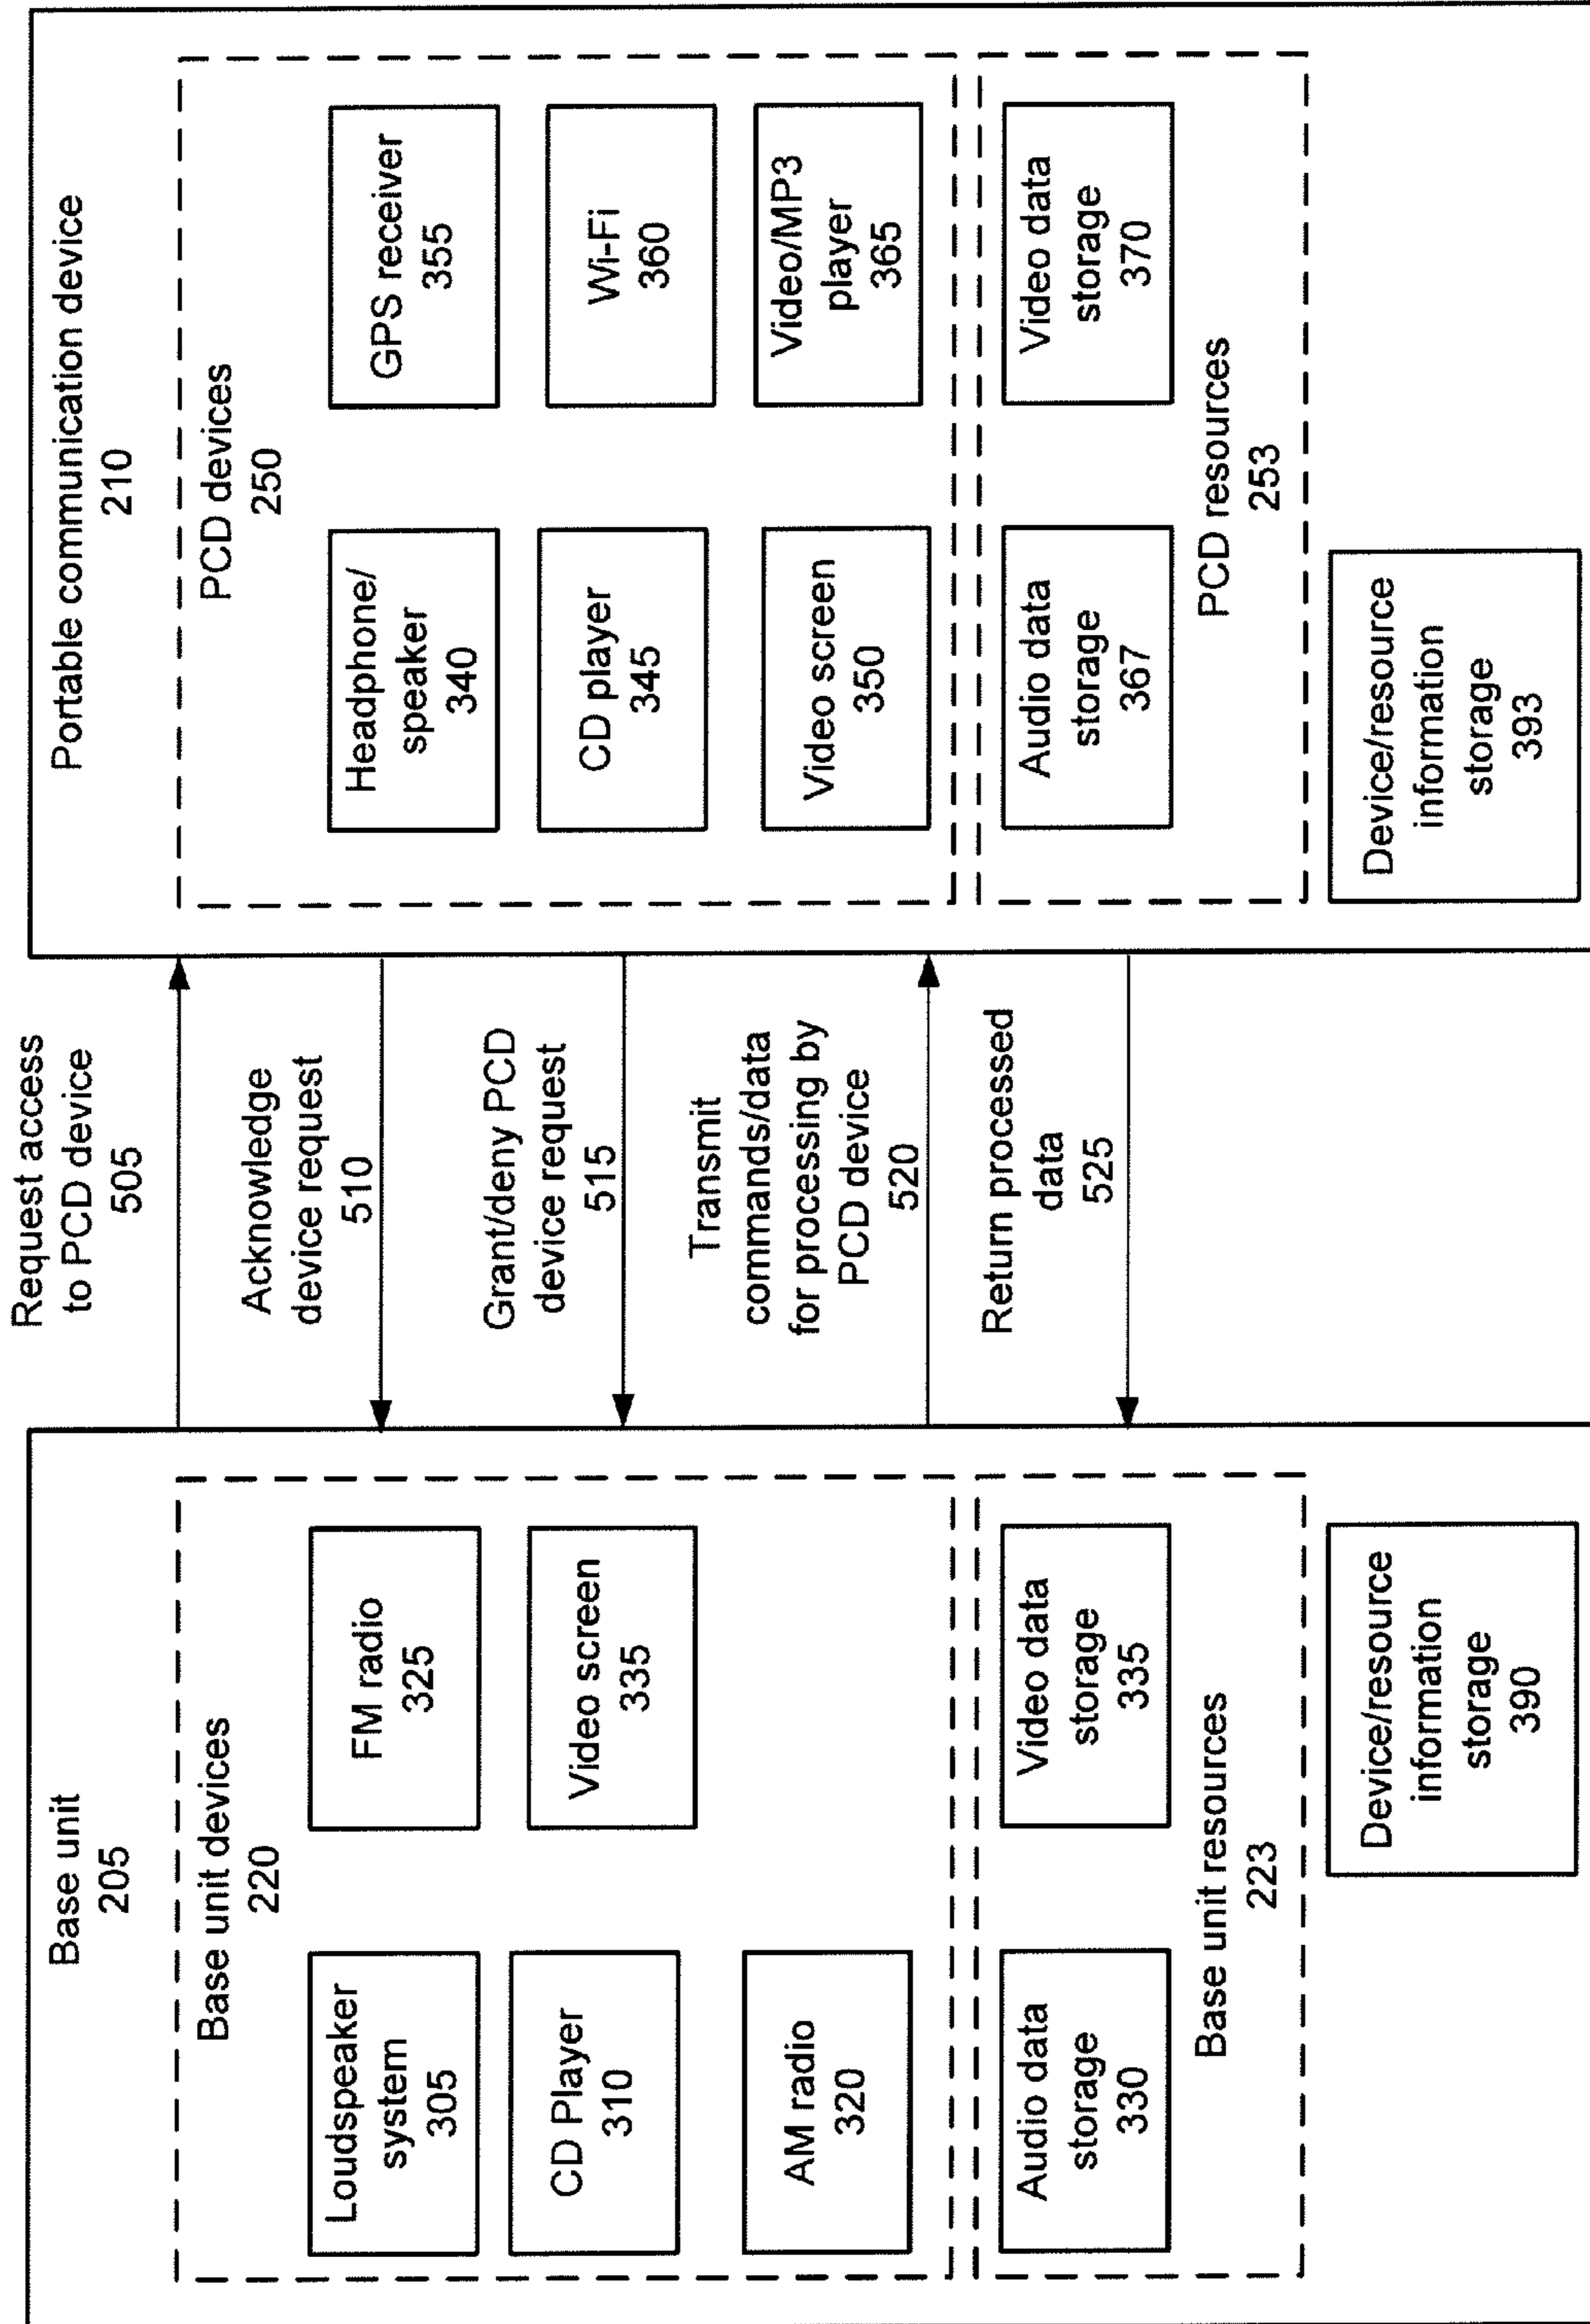 Base unit
205
Base unit devices
220
Loudspeaker
system
305
FM radio
325
CD Player
310
Video screen
335
AM radio
320
Audio data
storage
330
Video data
storage
335
Base unit resources
223
Device/resource
information
storage
390
Request access
to PCD device
505
Acknowledge
device request
510
Grant/deny PCD
device request
515
Transmit
commands/data
for processing by
PCD device
520
Return processed
data
525
Portable communication device
210
PCD devices
250
Headphone/
speaker
340
GPS receiver
355
CD player
345
Wi-Fi
360
Video screen
350
Video/MP3
player
365
Audio data
storage
367
Video data
storage
370
PCD resources
253
Device/resource
information
storage
393